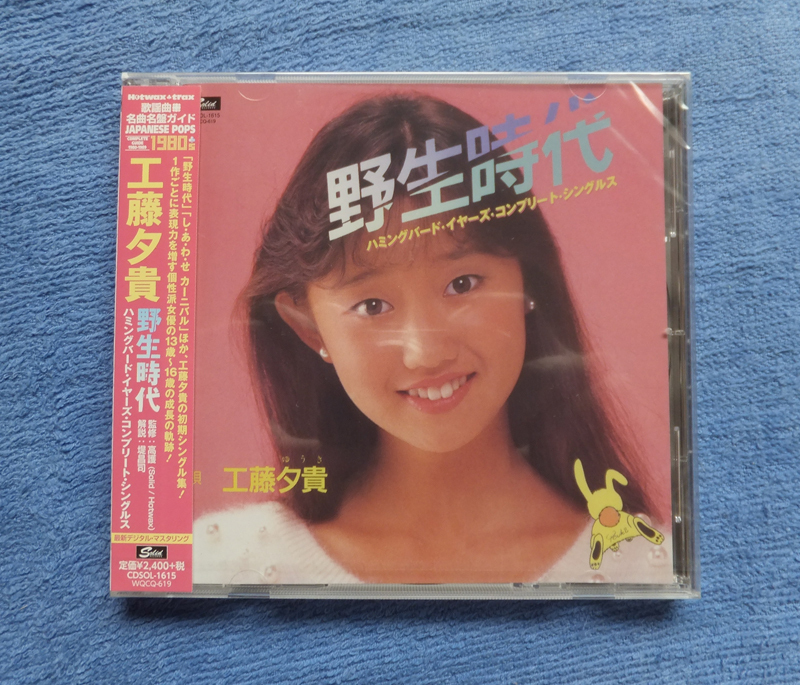 Hotwax★trax
歌謡曲
名曲名盤ガイド
JAPANESE POPS
1980
工藤夕貴
野生時代
ハミングバード・イヤーズ・コンプリート・シングルス
「野生時代」「し・あ・わ・せ カーニバル」ほか、工藤夕貴の初期シングル集！
1作ごとに表現力を増す個性派女優の13歳〜16歳の成長の軌跡！
監修：高護 (Solid / Hotwax)
解説：堤昌司
最新デジタル・マスタリング
Solid
定価¥2,400+税
CDSOL-1615
WQCQ-619
Solid
野生時代
ハミングバード・イヤーズ・コンプリート・シングルス
ゆうき
工藤夕貴